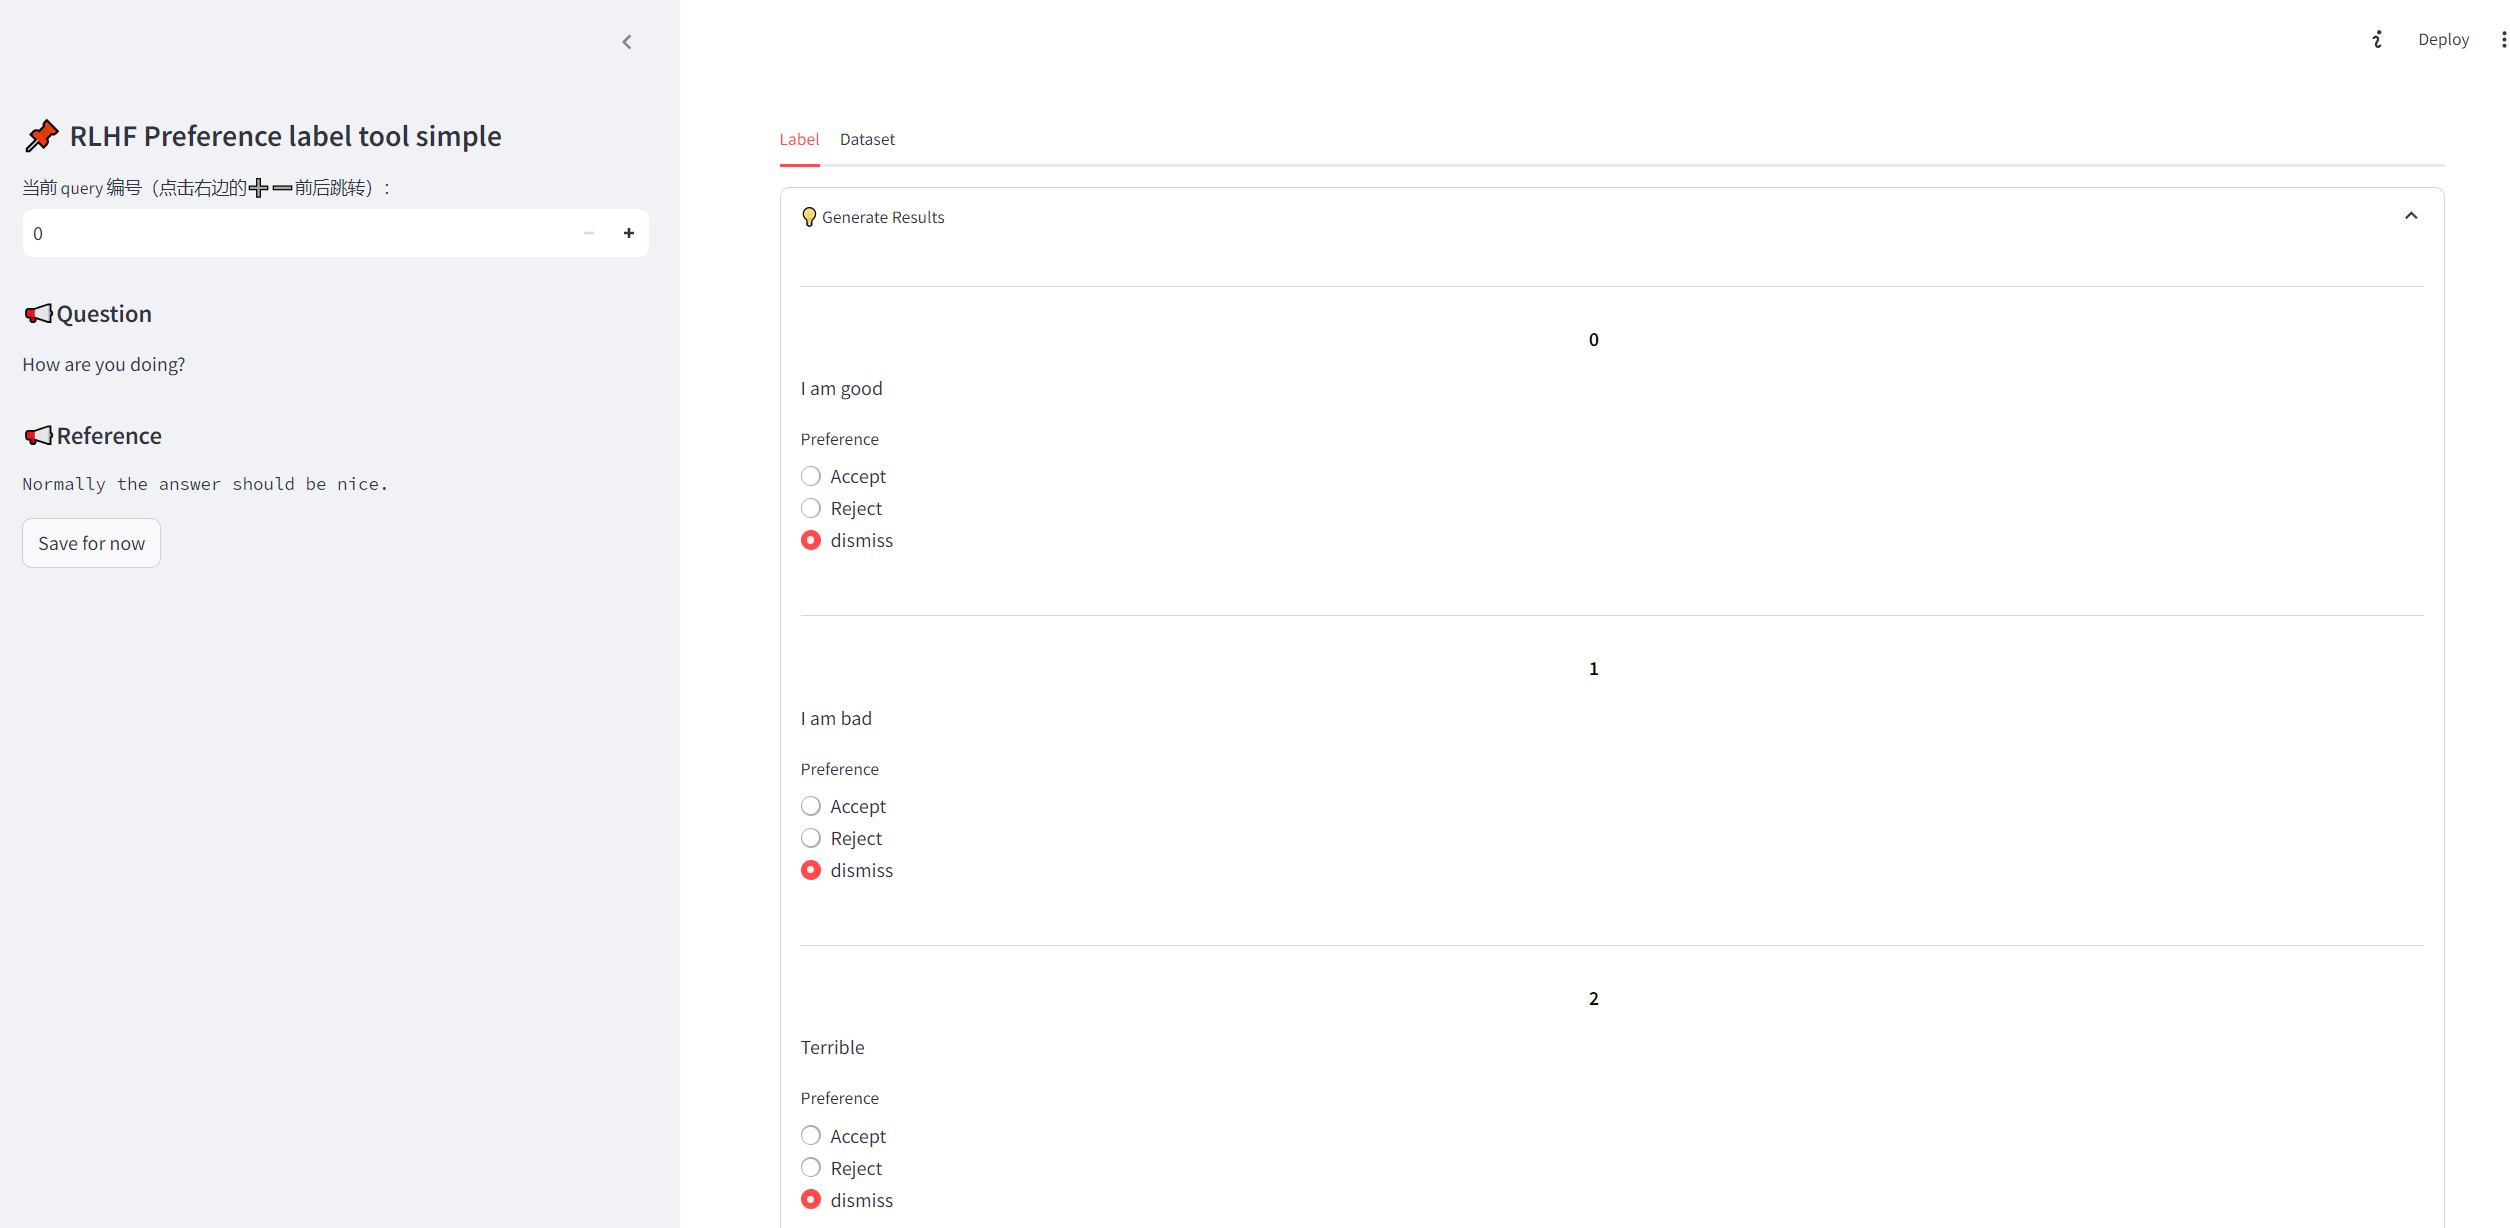 RLHF Preference label tool simple
当前 query 编号（点击右边的➕➖前后跳转）:
0
Question
How are you doing?
Reference
Normally the answer should be nice.
Save for now
Deploy
Label Dataset
Generate Results
0
I am good
Preference
Accept
Reject
dismiss
1
I am bad
Preference
Accept
Reject
dismiss
2
Terrible
Preference
Accept
Reject
dismiss